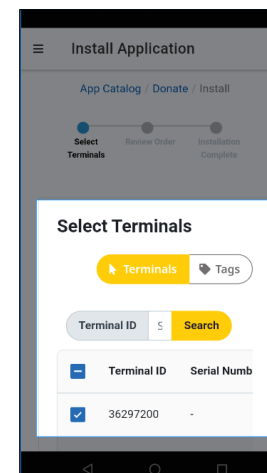 Install Application
App Catalog / Donate / Install
Select Terminals
Review Order
Installation Complete
Select Terminals
Terminals
Tags
Terminal ID
S
Search
Terminal ID Serial Numb
36297200 -